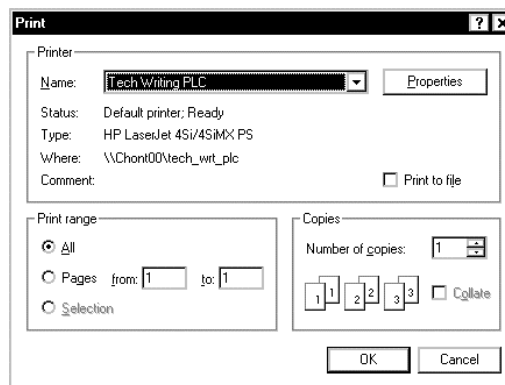 Print
Printer
Name: Tech Writing PLC Properties
Status: Default printer; Ready
Type: HP LaserJet 4Si/4SiMX PS
Where: \\Chont00\tech_wrt_plc
Comment: Print to file
Print range
All
Pages from: 1 to: 1
Selection
Copies
Number of copies: 1
1 1 2 2 3 3 Collate
OK Cancel